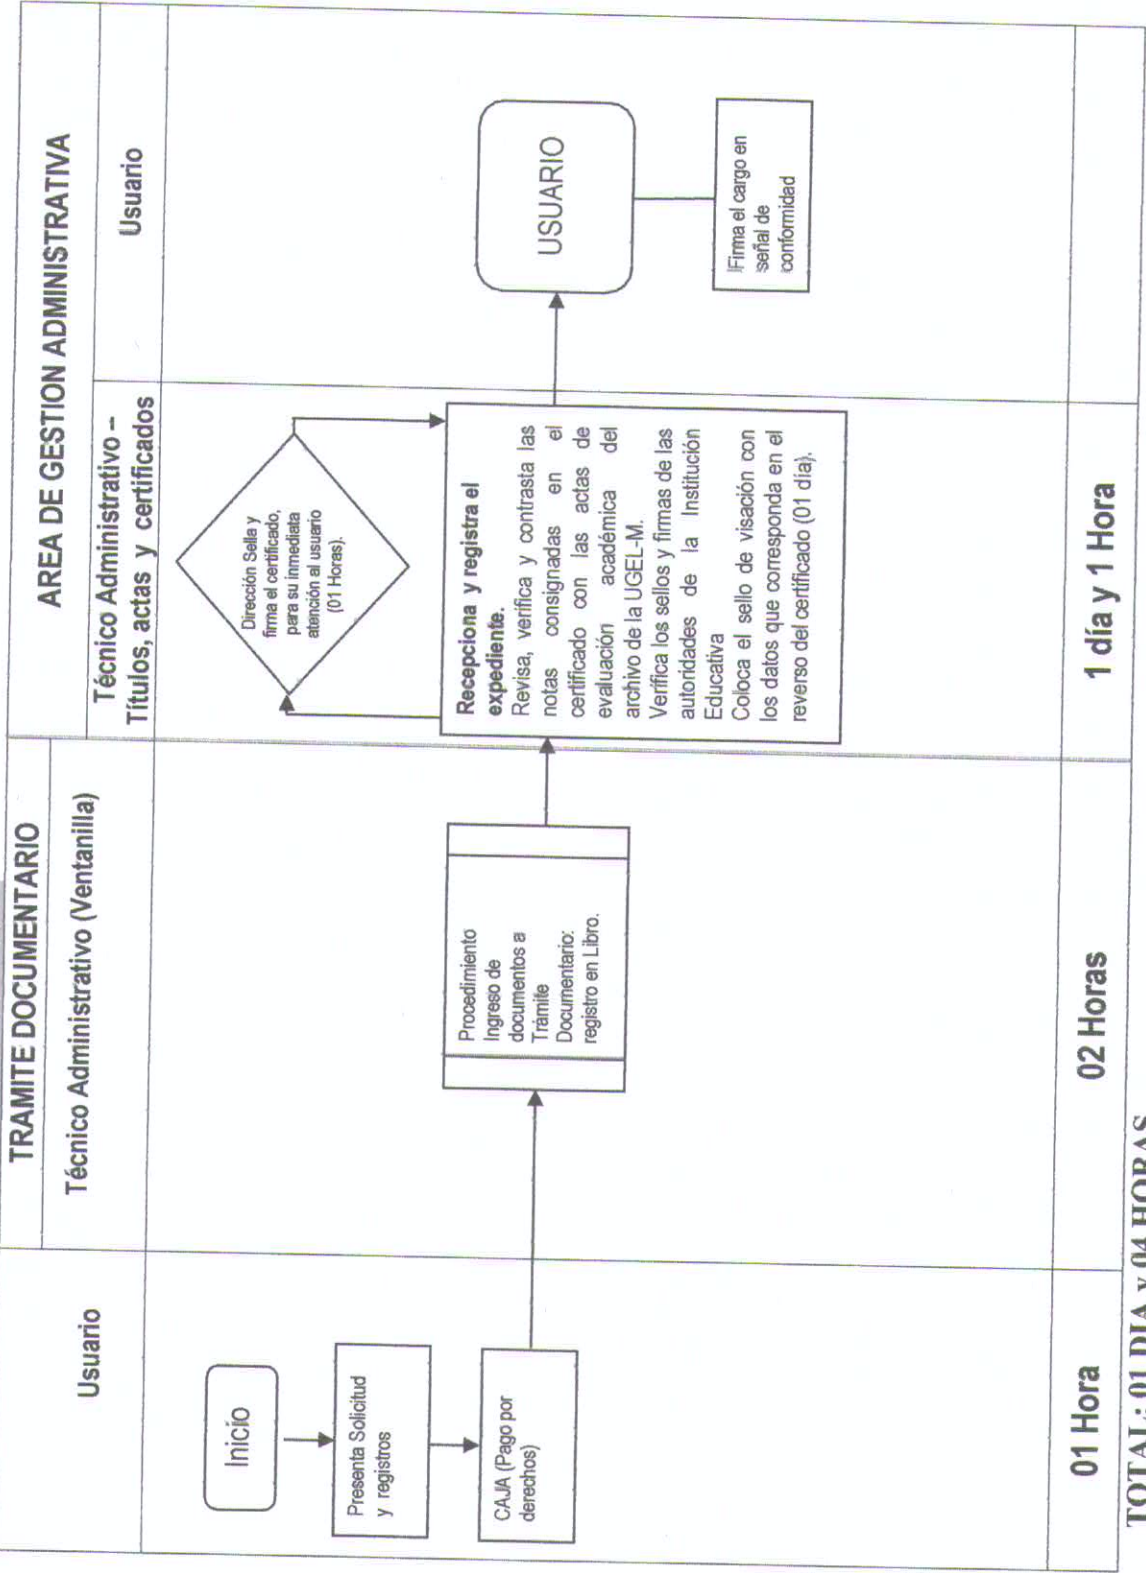 TRAMITE DOCUMENTARIO
AREA DE GESTION ADMINISTRATIVA
Usuario
Técnico Administrativo (Ventanilla)
Técnico Administrativo –
Títulos, actas y certificados
Usuario
Inicio
Presenta Solicitud
y registros
CAJA (Pago por
derechos)
Procedimiento
Ingreso de
documentos a
Trámite
Documentario:
registro en Libro.
Dirección Sella y
firma el certificado,
para su inmediata
atención al usuario
(01 Horas).
Recepciona y registra el
expediente.
Revisa, verifica y contrasta las
notas consignadas en el
certificado con las actas de
evaluación académica del
archivo de la UGEL-M.
Verifica los sellos y firmas de las
autoridades de la Institución
Educativa
Coloca el sello de visación con
los datos que corresponda en el
reverso del certificado (01 día).
USUARIO
Firma el cargo en
señal de
conformidad
01 Hora
02 Horas
1 día y 1 Hora
TOTAL: 01 DIA y 04 HORAS